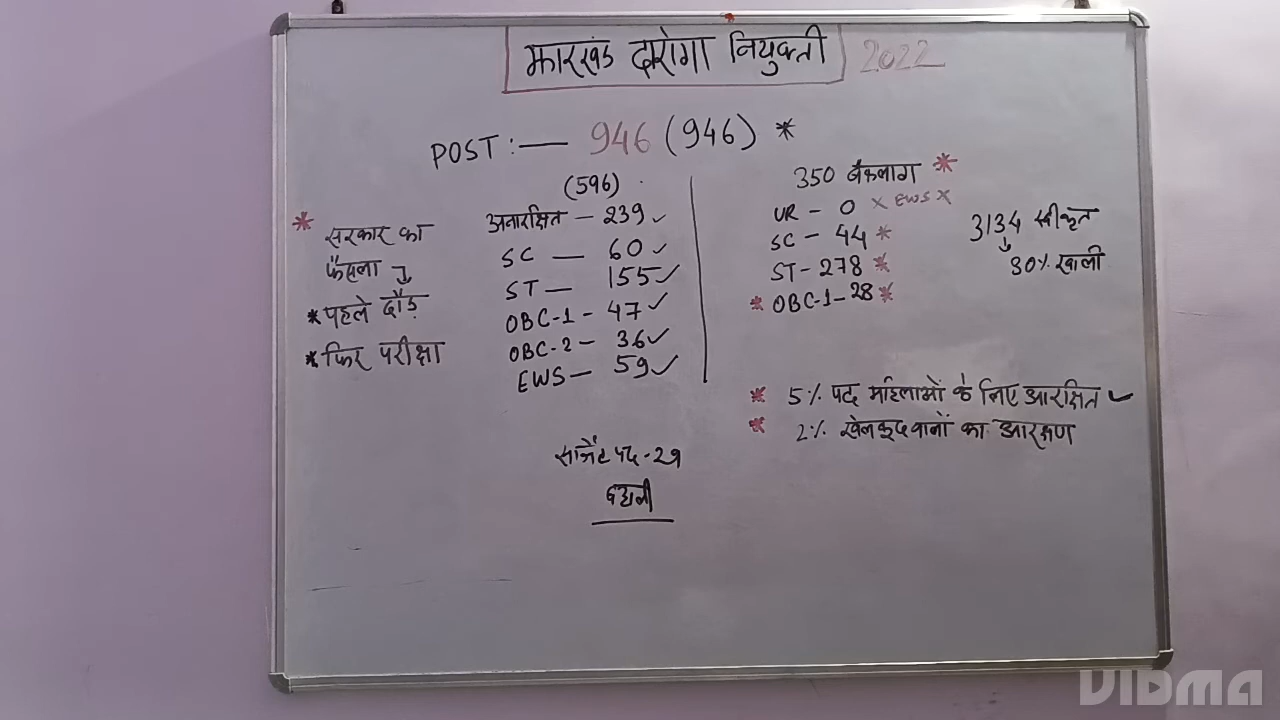 झारखंड दारोगा नियुक्ती 2022
POST :— 946 (946) *
(596)
* सरकार का
फैसला
* पहले दौड़
* फिर परीक्षा
अनारक्षित – 239 ✓
SC — 60 ✓
ST — 155 ✓
OBC-1 – 47 ✓
OBC-2 – 36 ✓
EWS – 59 ✓
350 बैकलाग *
UR – 0 × EWS ×
SC – 44 *
ST – 278 *
* OBC-1 – 28 *
3134 स्वीकृत
30% खाली
* 5% पद महिलाओं के लिए आरक्षित ✓
* 2% खेलकूद वालों का आरक्षण
सार्जेंट पद - 29
VIDMA